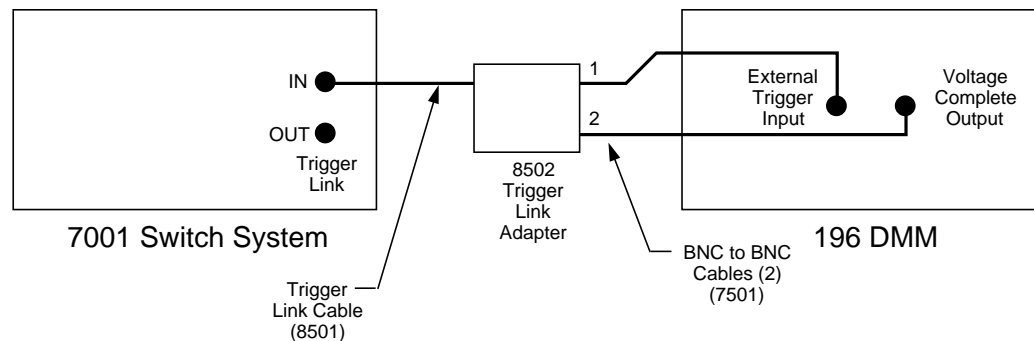 IN
OUT
Trigger
Link
7001 Switch System
Trigger
Link Cable
(8501)
8502
Trigger
Link
Adapter
1
2
BNC to BNC
Cables (2)
(7501)
External
Trigger
Input
Voltage
Complete
Output
196 DMM